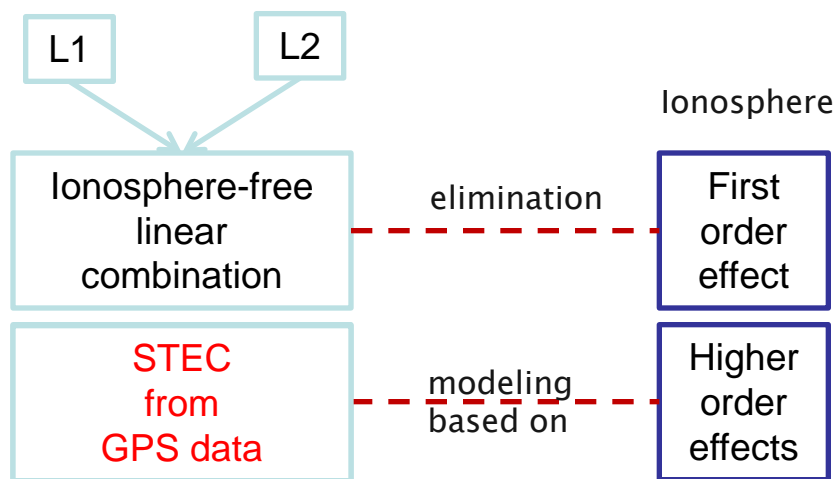 L1
L2
Ionosphere
Ionosphere-free
linear
combination
elimination
First
order
effect
STEC
from
GPS data
modeling
based on
Higher
order
effects